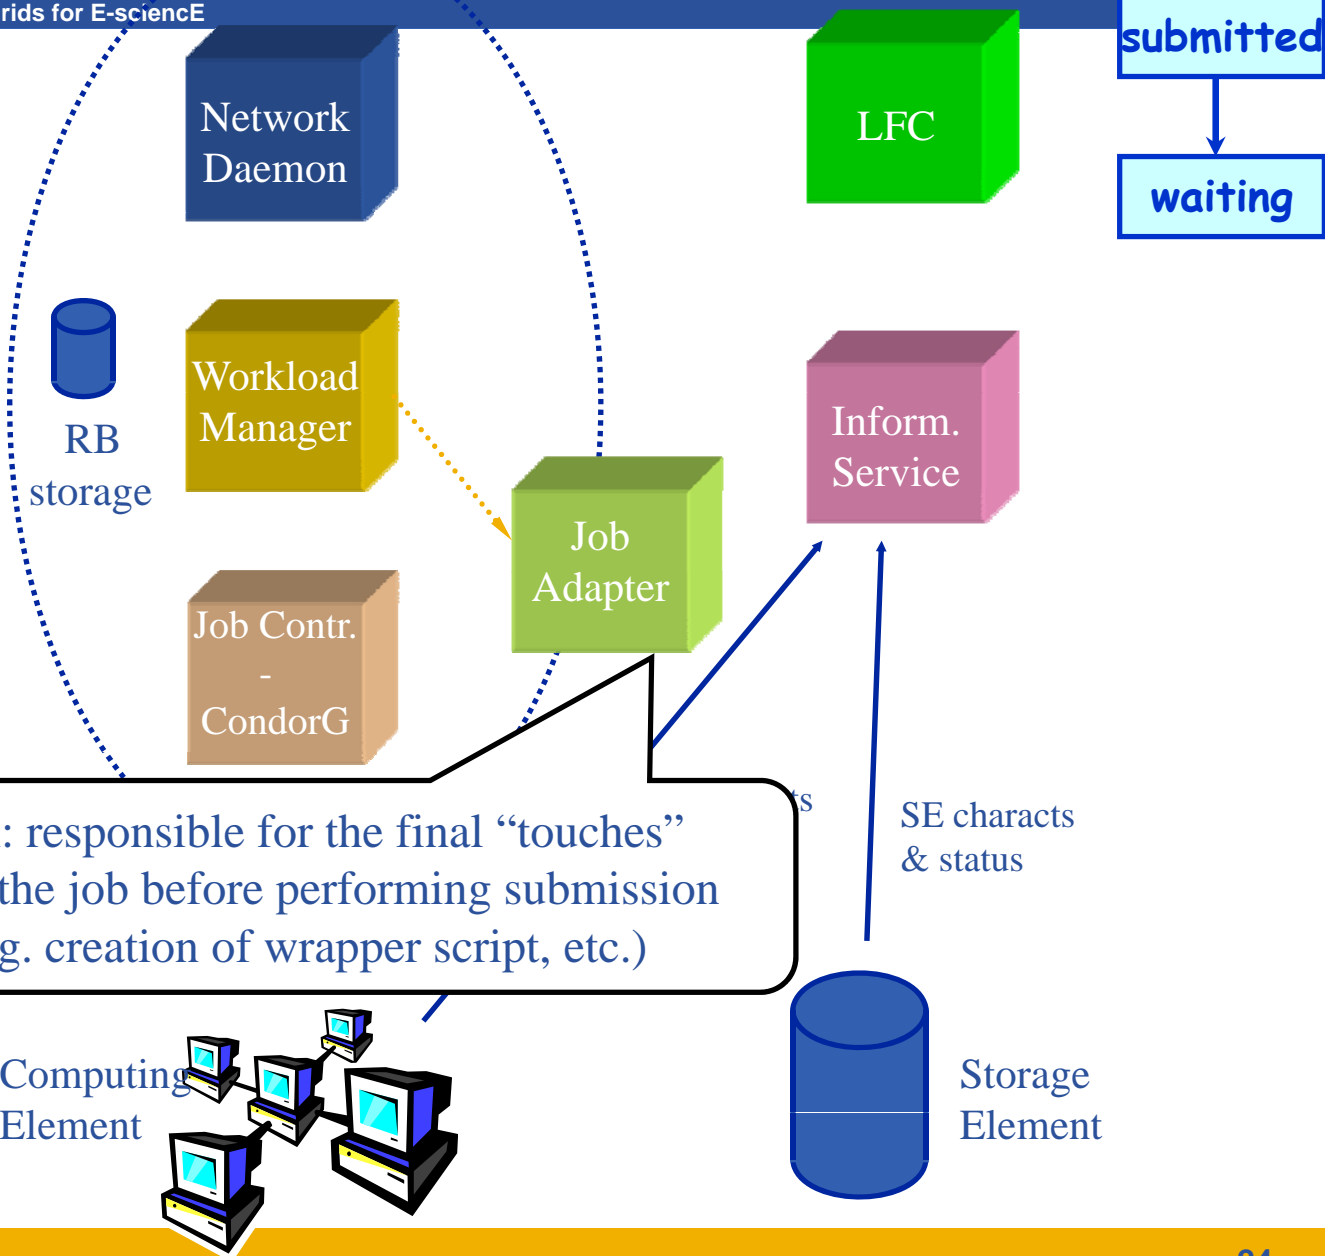 rids for E-sciencE
submitted
Network
Daemon
LFC
waiting
Workload
Manager
RB
storage
Inform.
Service
Job
Adapter
Job Contr.
-
CondorG
ts
SE characts
& status
: responsible for the final “touches”
the job before performing submission
g. creation of wrapper script, etc.)
Computing
Element
Storage
Element